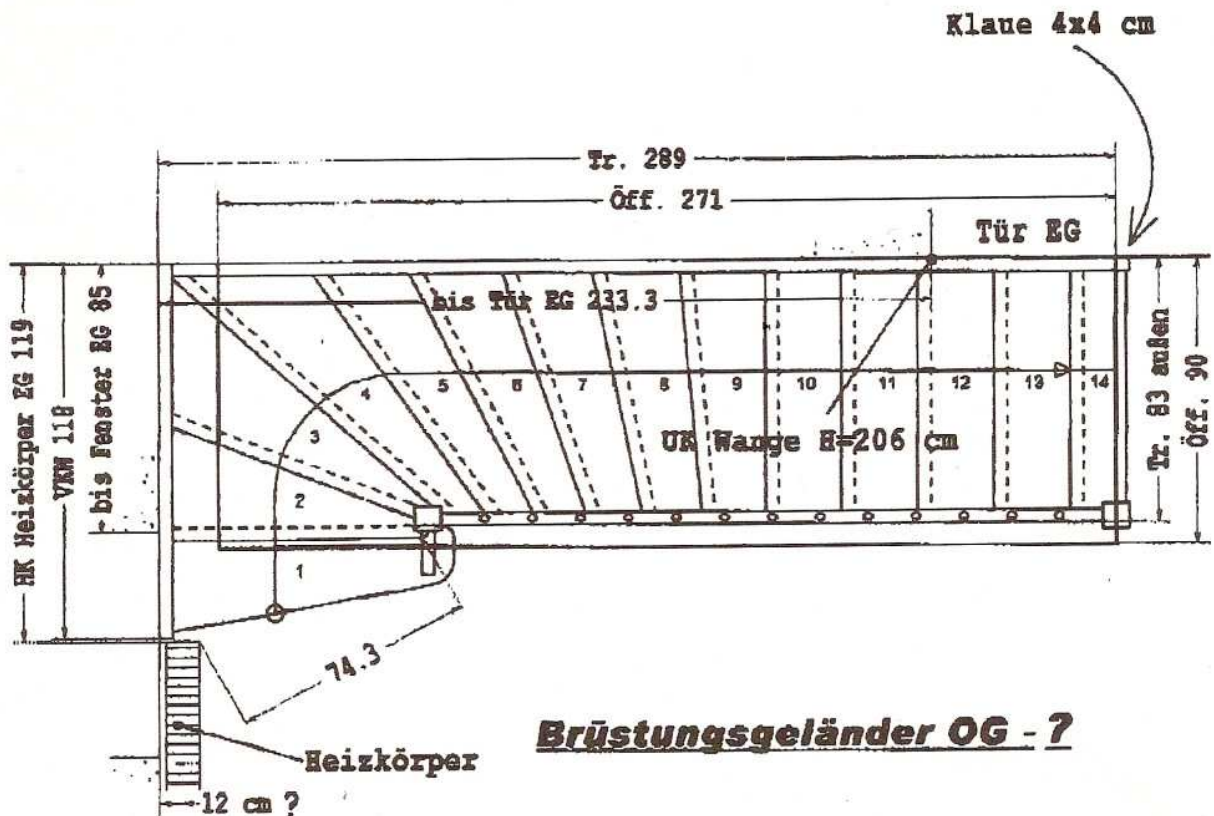 Klaue 4x4 cm
Tr. 289
Öff. 271
Tür EG
bis Tür EG 233.3
HK Heizkörper EG 119
VKW 118
bis Fenster EG 85
1
2
3
4
5
6
7
8
9
10
11
12
13
14
UK Wange H=206 cm
Tr. 83 außen
Öff. 90
74.3
Brüstungsgeländer OG - ?
Heizkörper
12 cm ?